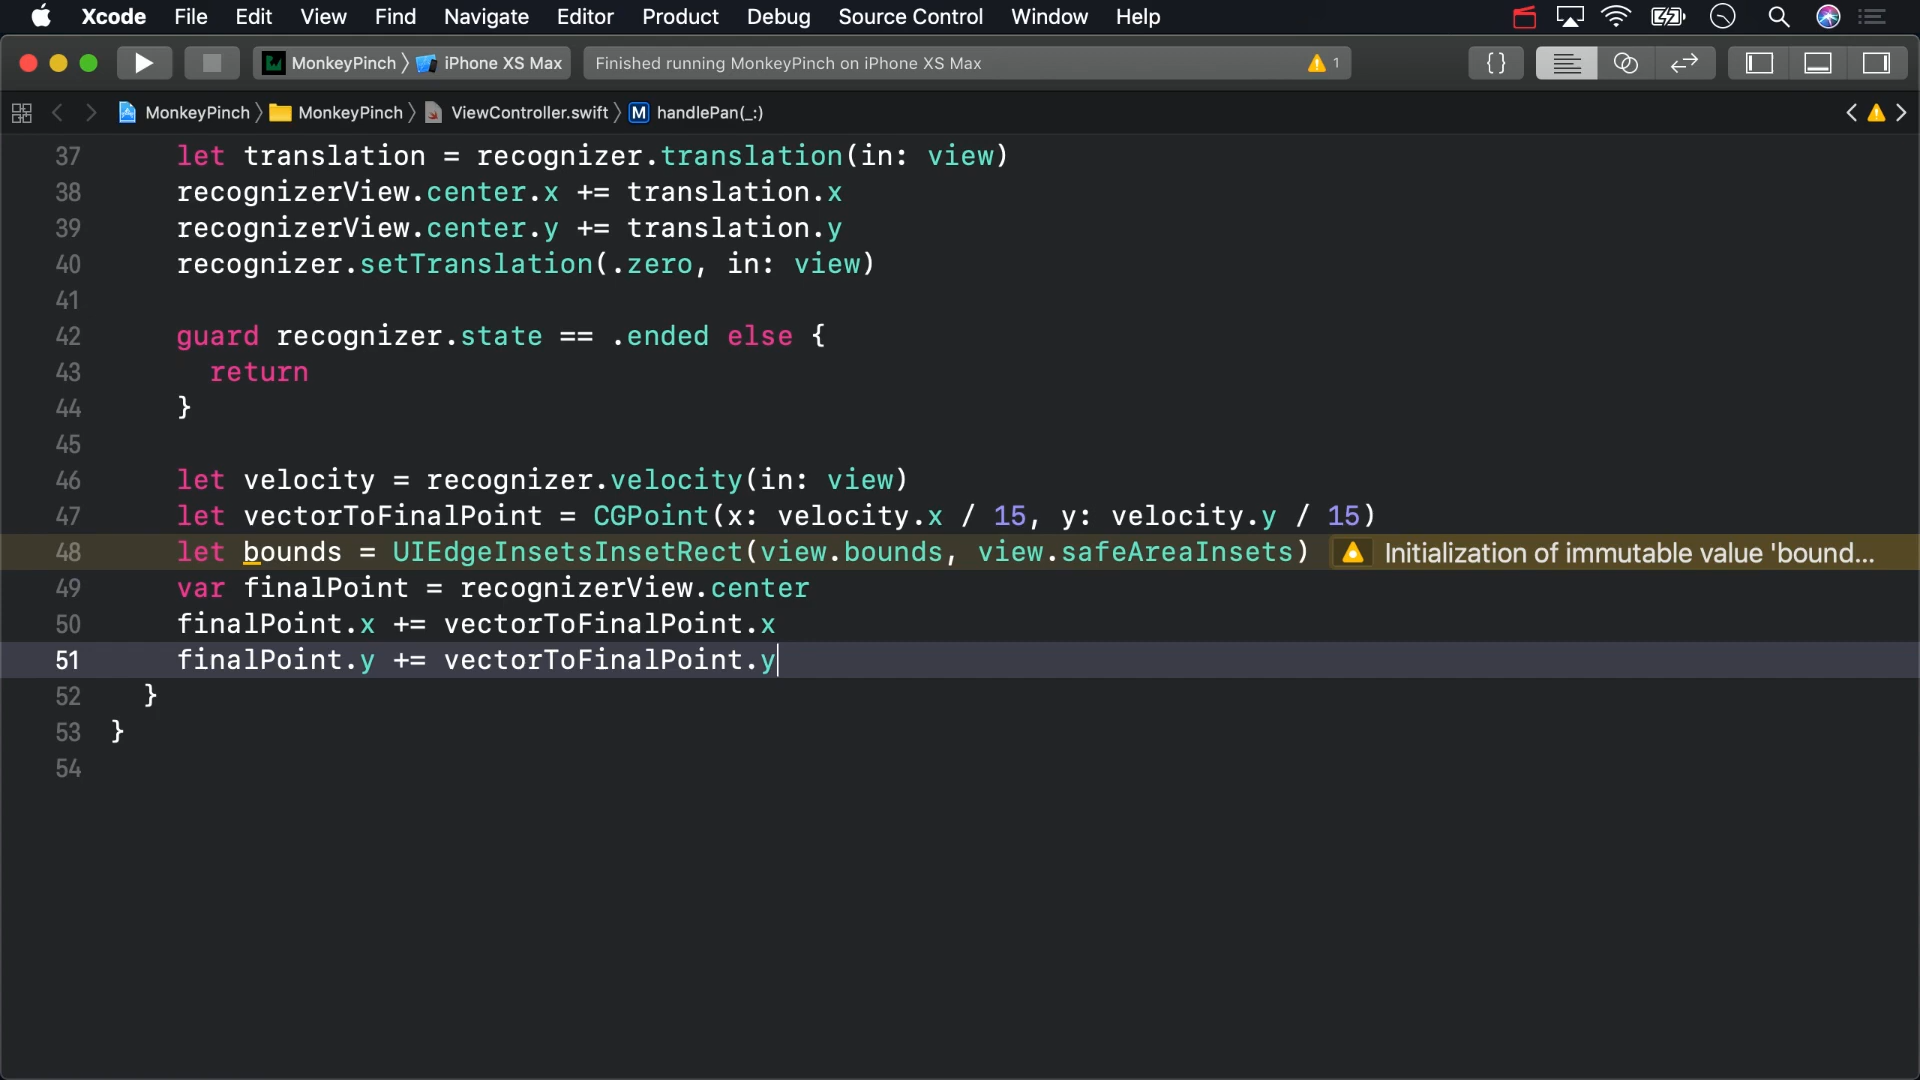 Xcode File Edit View Find Navigate Editor Product Debug Source Control Window Help
MonkeyPinch iPhone XS Max Finished running MonkeyPinch on iPhone XS Max 1 {}
MonkeyPinch MonkeyPinch ViewController.swift M handlePan(_:)
37 let translation = recognizer.translation(in: view)
38 recognizerView.center.x += translation.x
39 recognizerView.center.y += translation.y
40 recognizer.setTranslation(.zero, in: view)
41
42 guard recognizer.state == .ended else {
43 return
44 }
45
46 let velocity = recognizer.velocity(in: view)
47 let vectorToFinalPoint = CGPoint(x: velocity.x / 15, y: velocity.y / 15)
48 let bounds = UIEdgeInsetsInsetRect(view.bounds, view.safeAreaInsets) Initialization of immutable value 'bound...
49 var finalPoint = recognizerView.center
50 finalPoint.x += vectorToFinalPoint.x
51 finalPoint.y += vectorToFinalPoint.y
52 }
53 }
54